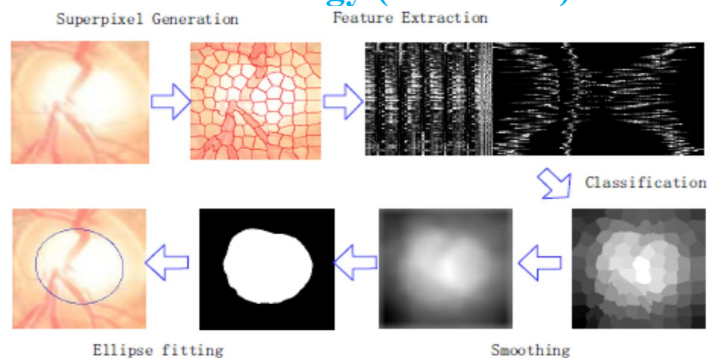 Superpixel Generation
Feature Extraction
Classification
Ellipse fitting
Smoothing